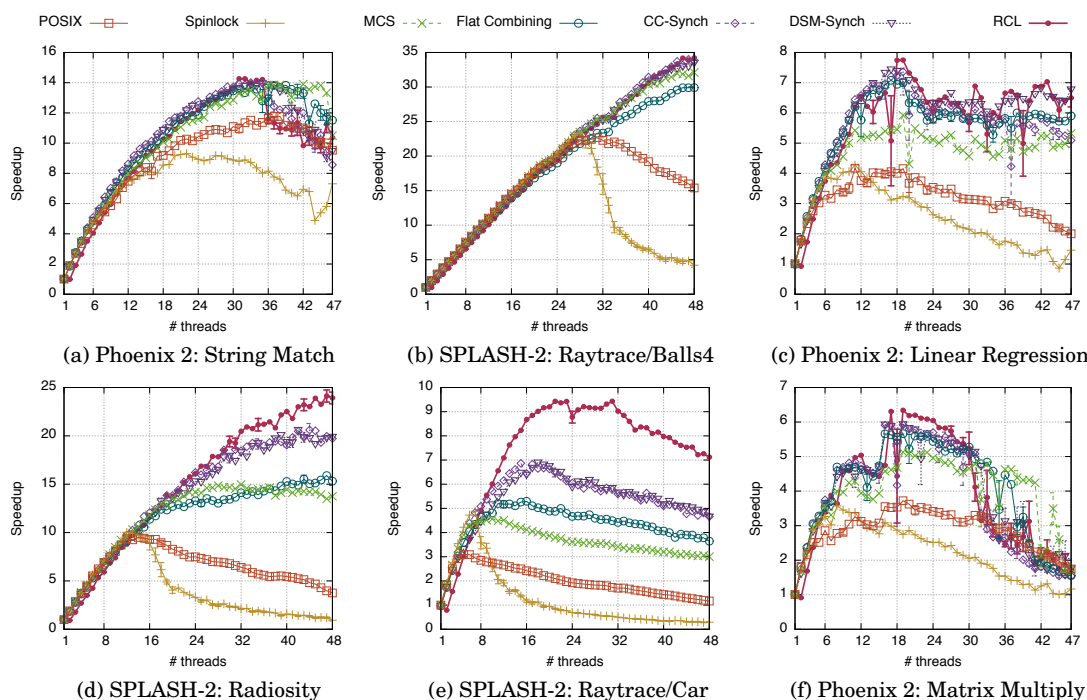 POSIX Spinlock MCS Flat Combining CC-Synch DSM-Synch RCL
16 14 12 10 8 6 4 2 0
Speedup
1 6 12 18 24 30 36 42 47
# threads
(a) Phoenix 2: String Match
35 30 25 20 15 10 5 0
Speedup
1 8 16 24 32 40 48
# threads
(b) SPLASH-2: Raytrace/Balls4
9 8 7 6 5 4 3 2 1 0
Speedup
1 6 12 18 24 30 36 42 47
# threads
(c) Phoenix 2: Linear Regression
25 20 15 10 5 0
Speedup
1 8 16 24 32 40 48
# threads
(d) SPLASH-2: Radiosity
10 9 8 7 6 5 4 3 2 1 0
Speedup
1 8 16 24 32 40 48
# threads
(e) SPLASH-2: Raytrace/Car
7 6 5 4 3 2 1 0
Speedup
1 6 12 18 24 30 36 42 47
# threads
(f) Phoenix 2: Matrix Multiply